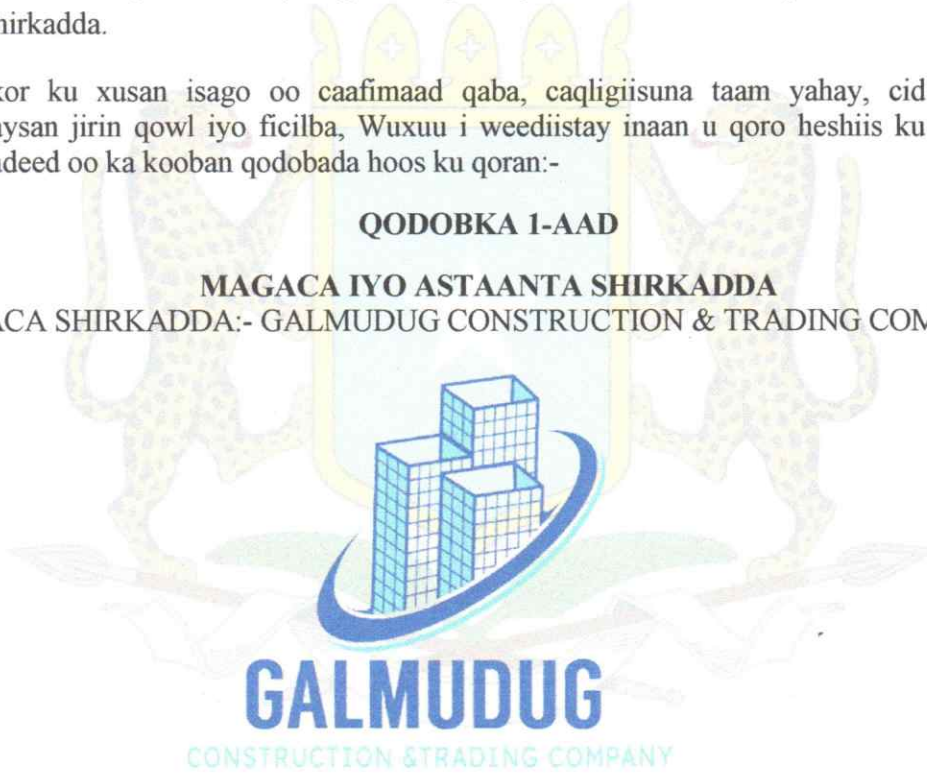 hirkadda.
kor ku xusan isago oo caafimaad qaba, caqligiisuna taam yahay, cid
aysan jirin qowl iyo ficilba, Wuxuu i weediistay inaan u qoro heshiis ku
adeed oo ka kooban qodobada hoos ku qoran:-
QODOBKA 1-AAD
MAGACA IYO ASTAANTA SHIRKADDA
ACA SHIRKADDA:- GALMUDUG CONSTRUCTION & TRADING COM
GALMUDUG
CONSTRUCTION &TRADING COMPANY